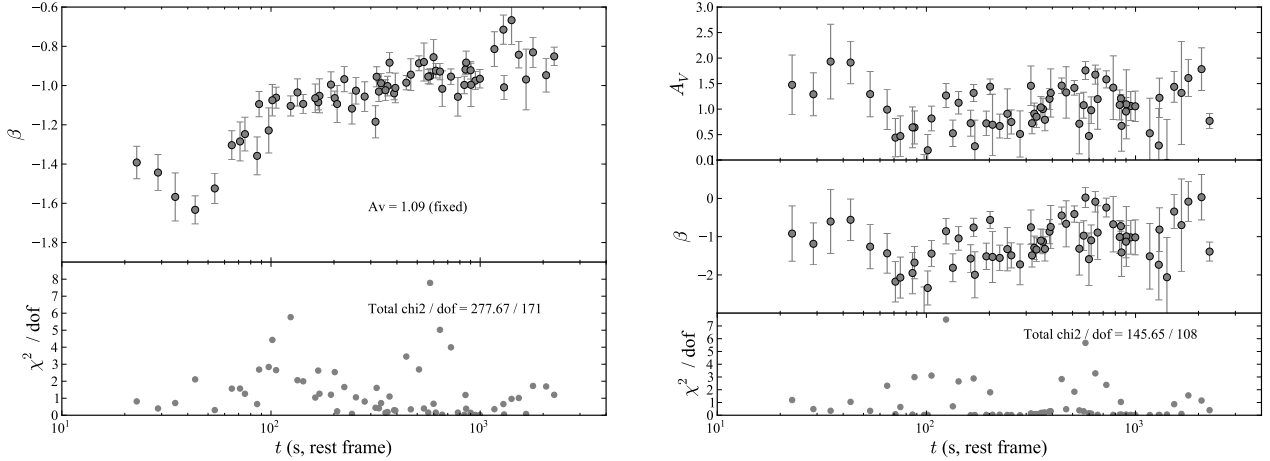 −0.6
−0.8
−1.0
−1.2
−1.4
−1.6
−1.8
β
Av = 1.09 (fixed)
8
7
6
5
4
3
2
1
0
χ² / dof
Total chi2 / dof = 277.67 / 171
10¹ 10² 10³
t (s, rest frame)
3.0
2.5
2.0
1.5
1.0
0.5
0.0
A_V
0
−1
−2
β
7
6
5
4
3
2
1
0
χ² / dof
Total chi2 / dof = 145.65 / 108
10¹ 10² 10³
t (s, rest frame)